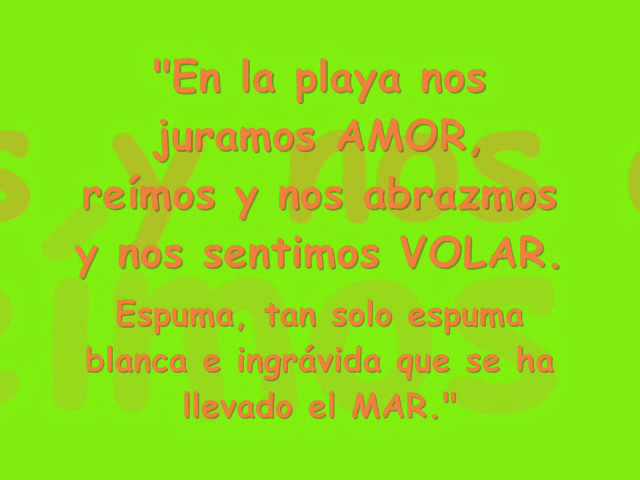 "En la playa nos
juramos AMOR,
reímos y nos abrazmos
y nos sentimos VOLAR.
Espuma, tan solo espuma
blanca e ingrávida que se ha
llevado el MAR."